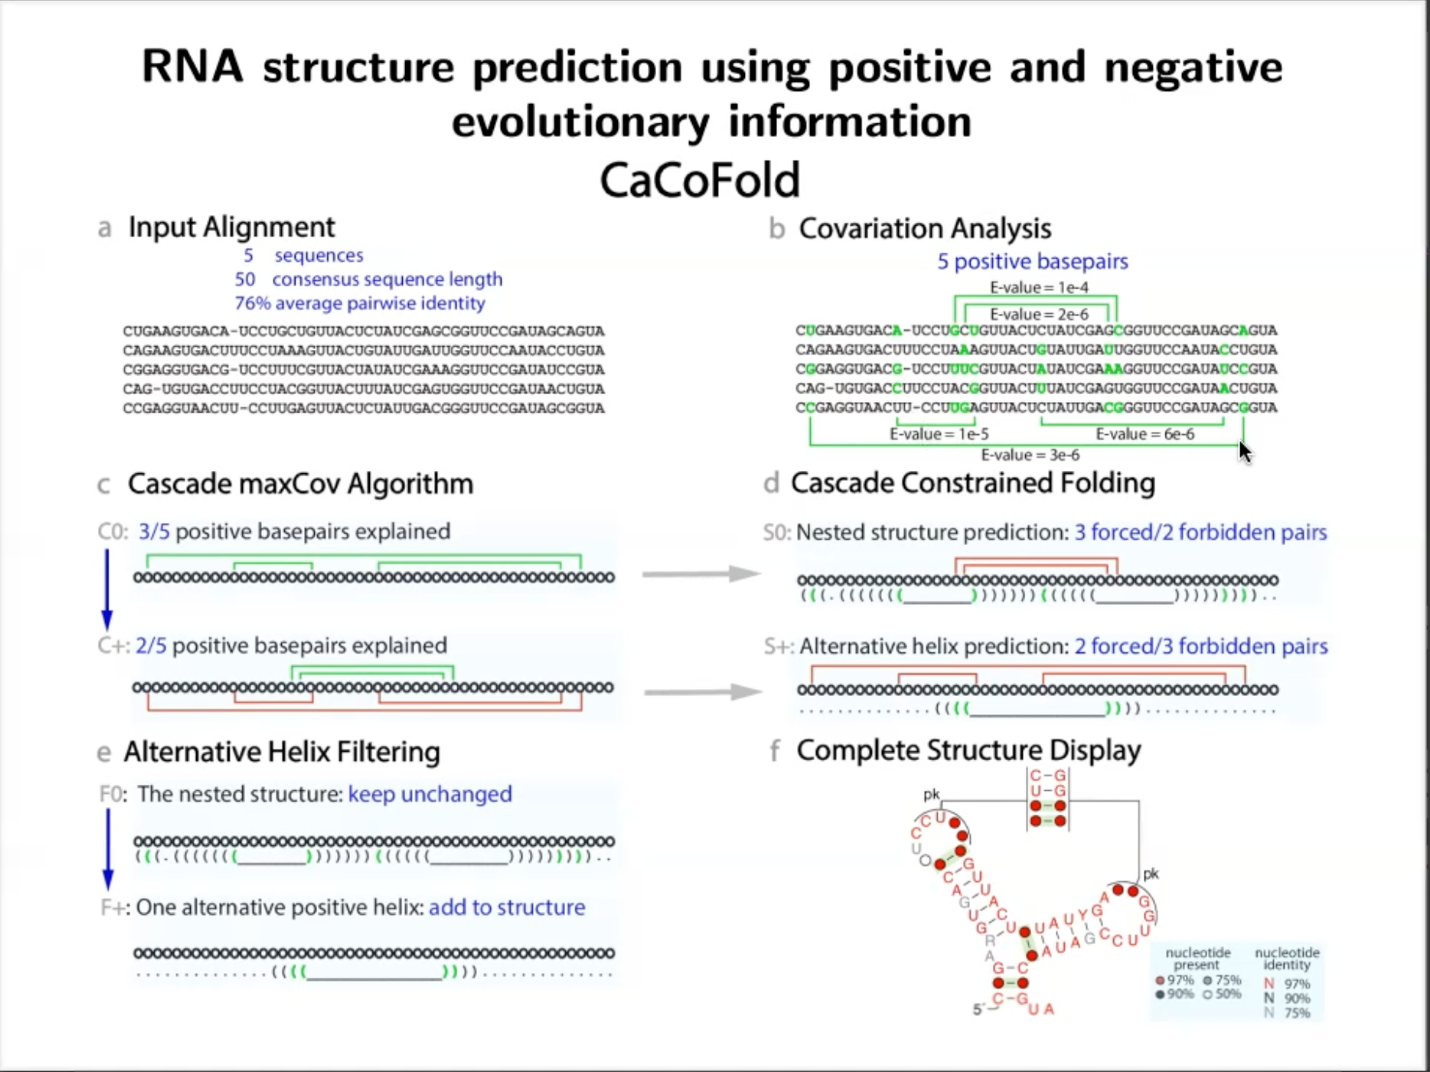 RNA structure prediction using positive and negative
evolutionary information
CaCoFold
a Input Alignment
5 sequences
50 consensus sequence length
76% average pairwise identity
CUGAAGUGACA-UCCUGCUGUUACUCUAUCGAGCGGUUCCGAUAGCAGUA
CAGAAGUGACUUUCCUAAAGUUACUGUAUUGAUUGGUUCCAAUACCUGUA
CGGAGGUGACG-UCCUUUCGUUACUAUAUCGAAAGGUUCCGAUAUCCGUA
CAG-UGUGACCUUCCUACGGUUACUUUAUCGAGUGGUUCCGAUAACUGUA
CCGAGGUAACUU-CCUUGAGUUACUCUAUUGACGGGUUCCGAUAGCGGUA
b Covariation Analysis
5 positive basepairs
E-value = 1e-4
E-value = 2e-6
CUGAAGUGACA-UCCUGCUGUUACUCUAUCGAGCGGUUCCGAUAGCAGUA
CAGAAGUGACUUUCCUAAAGUUACUGUAUUGAUUGGUUCCAAUACCUGUA
CGGAGGUGACG-UCCUUUCGUUACUAUAUCGAAAGGUUCCGAUAUCCGUA
CAG-UGUGACCUUCCUACGGUUACUUUAUCGAGUGGUUCCGAUAACUGUA
CCGAGGUAACUU-CCUUGAGUUACUCUAUUGACGGGUUCCGAUAGCGGUA
E-value = 1e-5 E-value = 6e-6
E-value = 3e-6
c Cascade maxCov Algorithm
C0: 3/5 positive basepairs explained
C+: 2/5 positive basepairs explained
d Cascade Constrained Folding
S0: Nested structure prediction: 3 forced/2 forbidden pairs
S+: Alternative helix prediction: 2 forced/3 forbidden pairs
e Alternative Helix Filtering
F0: The nested structure: keep unchanged
F+: One alternative positive helix: add to structure
f Complete Structure Display
C-G
U-G
pk
pk
5´
C-G
U A
nucleotide present
97% 75%
90% 50%
nucleotide identity
N 97%
N 90%
N 75%